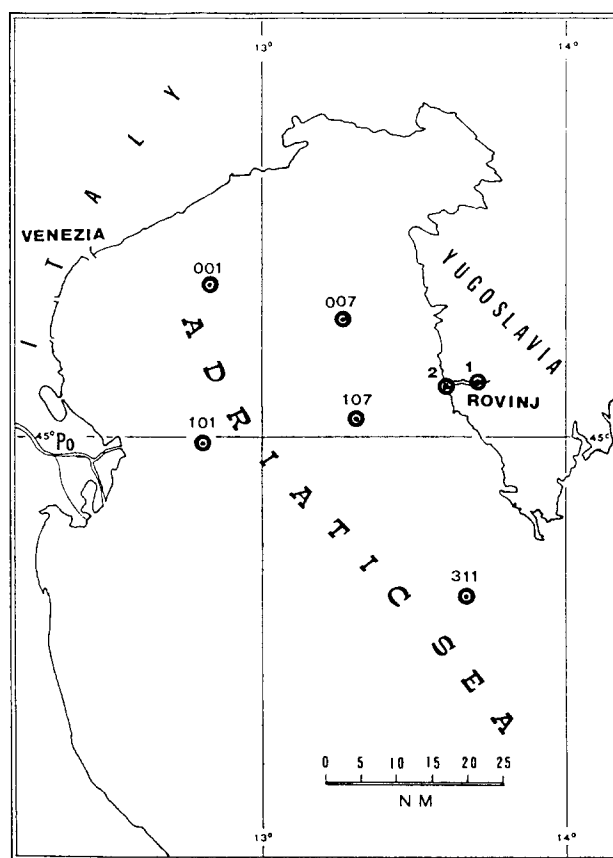 13° 14°
ITALY
VENEZIA
001
007
YUGOSLAVIA
2 1
ROVINJ
107
101
45° Po 45°
ADRIATIC SEA
311
0 5 10 15 20 25
NM
13° 14°